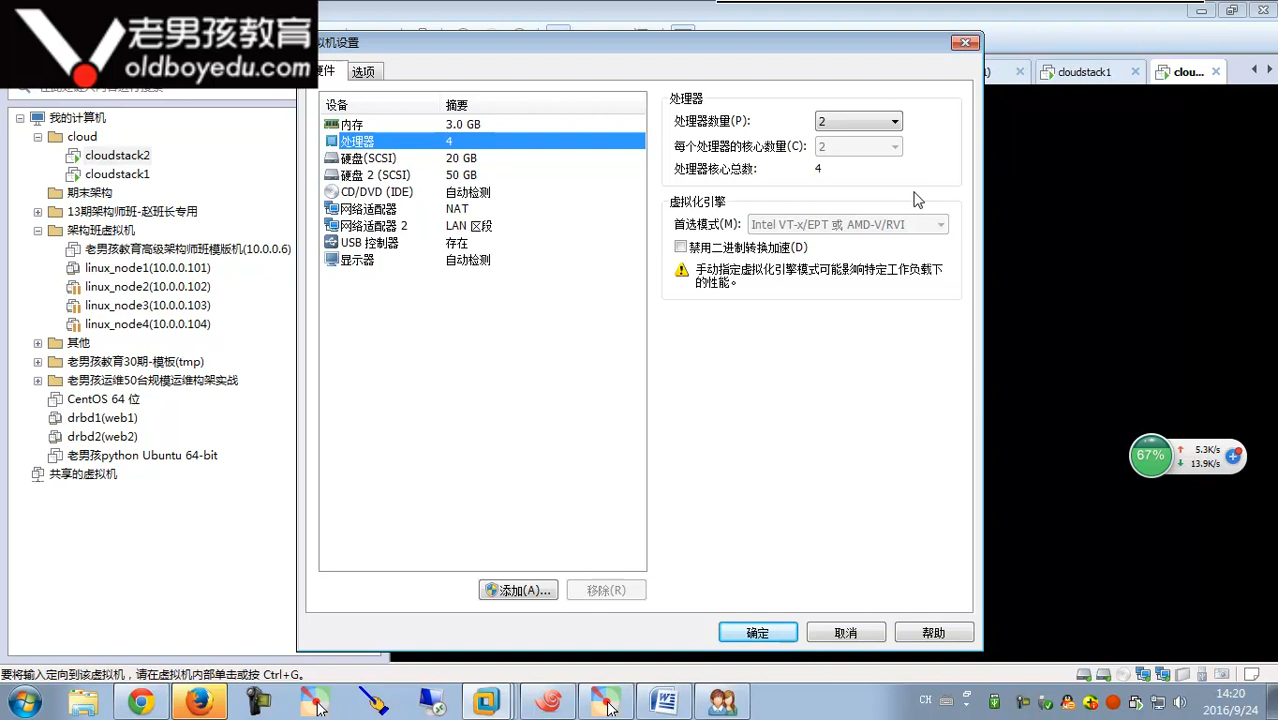 老男孩教育
oldboyedu.com
拟机设置
硬件
选项
1)
cloudstack1
clou...
我的计算机
cloud
cloudstack2
cloudstack1
期末架构
13期架构师班-赵班长专用
架构班虚拟机
老男孩教育高级架构师模版机(10.0.0.6)
linux_node1(10.0.0.101)
linux_node2(10.0.0.102)
linux_node3(10.0.0.103)
linux_node4(10.0.0.104)
其他
老男孩教育30期-模板(tmp)
老男孩运维50台规模运维构架实战
CentOS 64 位
drbd1(web1)
drbd2(web2)
老男孩python Ubuntu 64-bit
共享的虚拟机
设备 摘要
内存 3.0 GB
处理器 4
硬盘(SCSI) 20 GB
硬盘 2 (SCSI) 50 GB
CD/DVD (IDE) 自动检测
网络适配器 NAT
网络适配器 2 LAN 区段
USB 控制器 存在
显示器 自动检测
添加(A)... 移除(R)
处理器
处理器数量(P): 2
每个处理器的核心数量(C): 2
处理器核心总数: 4
虚拟化引擎
首选模式(M): Intel VT-x/EPT 或 AMD-V/RVI
禁用二进制转换加速(D)
手动指定虚拟化引擎模式可能影响特定工作负载下
的性能。
确定 取消 帮助
67%
5.3K/s
13.9K/s
要将输入定向到该虚拟机，请在虚拟机内部单击或按 Ctrl+G。
CH
14:20
2016/9/24